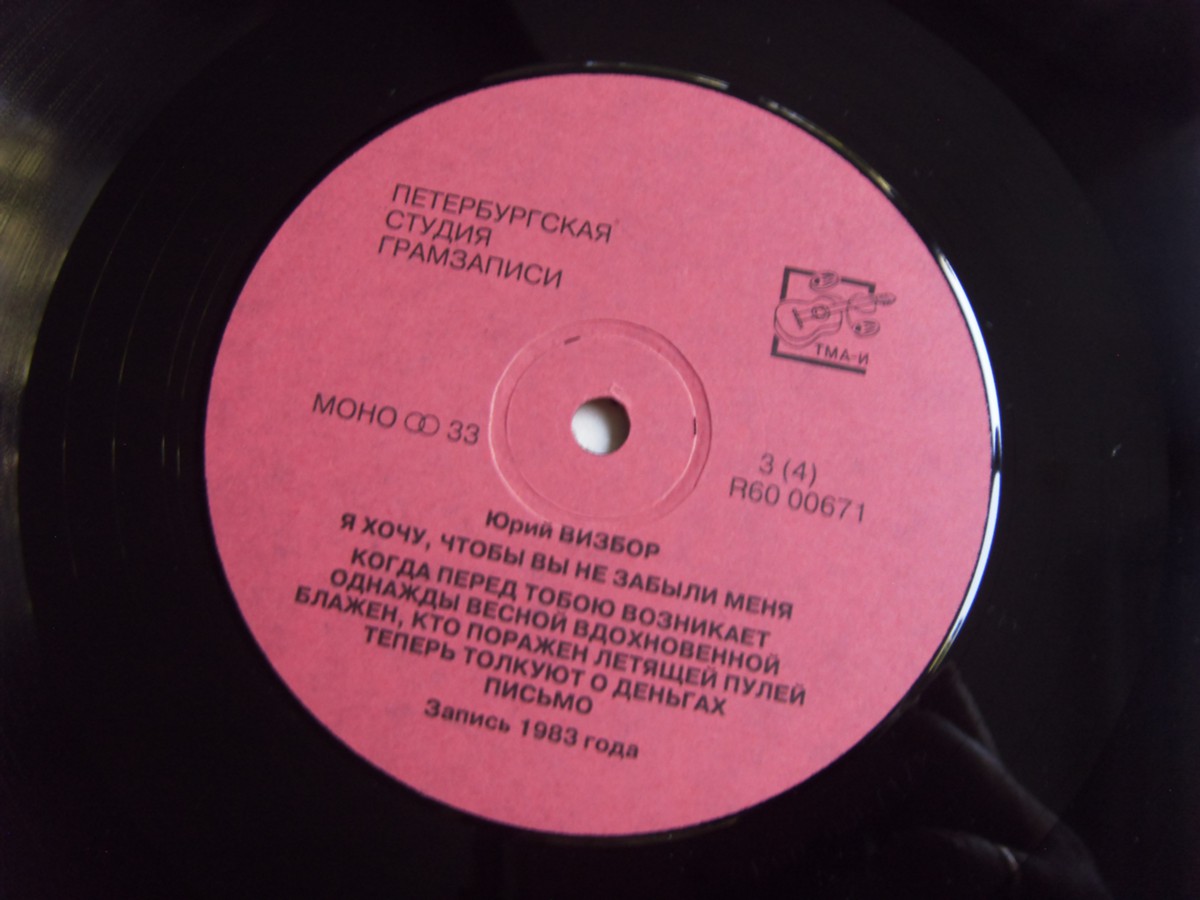 ПЕТЕРБУРГСКАЯ
СТУДИЯ
ГРАМЗАПИСИ
ТМА-И
МОНО 33
3 (4)
R60 00671
Юрий ВИЗБОР
Я ХОЧУ, ЧТОБЫ ВЫ НЕ ЗАБЫЛИ МЕНЯ
КОГДА ПЕРЕД ТОБОЮ ВОЗНИКАЕТ
ОДНАЖДЫ ВЕСНОЙ ВДОХНОВЕННОЙ
БЛАЖЕН, КТО ПОРАЖЕН ЛЕТЯЩЕЙ ПУЛЕЙ
ТЕПЕРЬ ТОЛКУЮТ О ДЕНЬГАХ
ПИСЬМО
Запись 1983 года